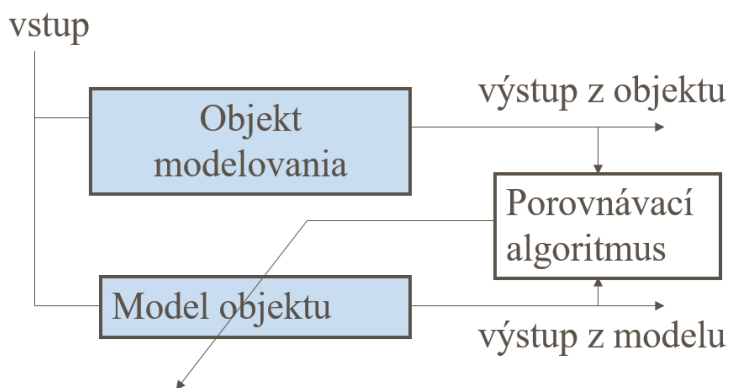 vstup
výstup z objektu
Objekt
modelovania
Porovnávací
algoritmus
Model objektu
výstup z modelu